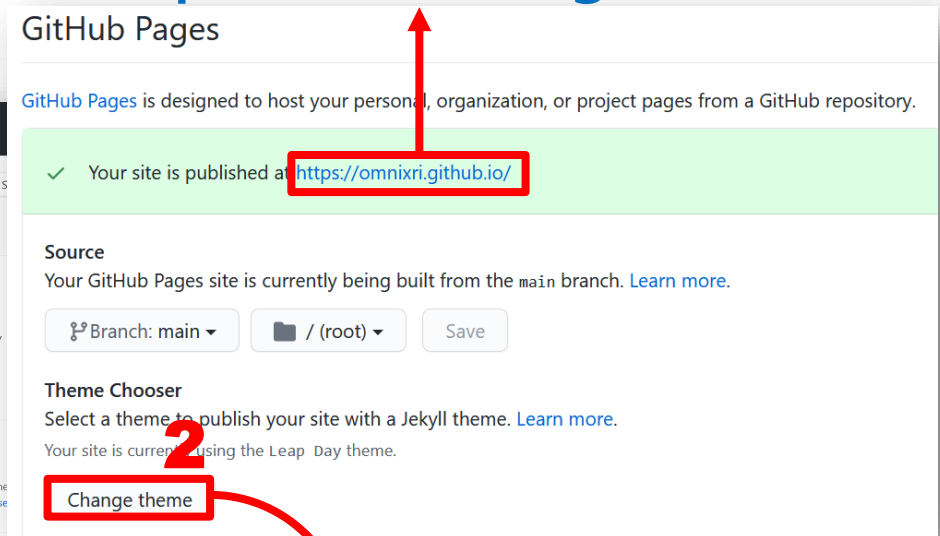 GitHub Pages
GitHub Pages is designed to host your personal, organization, or project pages from a GitHub repository.
Your site is published at https://omnixri.github.io/
Source
Your GitHub Pages site is currently being built from the main branch. Learn more.
Branch: main / (root) Save
Theme Chooser
Select a theme to publish your site with a Jekyll theme. Learn more.
2
Your site is currently using the Leap Day theme.
Change theme